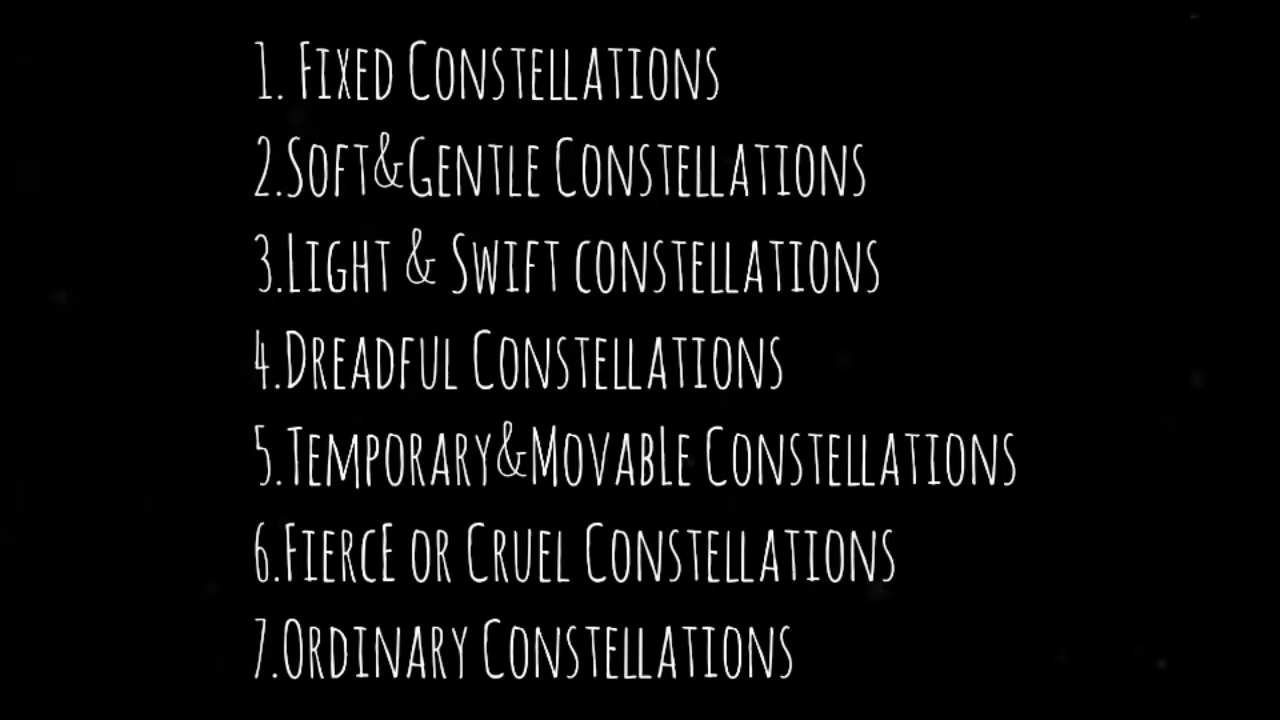 1. Fixed Constellations
2.Soft&Gentle Constellations
3.Light & Swift constellations
4.Dreadful Constellations
5.Temporary&Movable Constellations
6.Fierce or Cruel Constellations
7.Ordinary Constellations